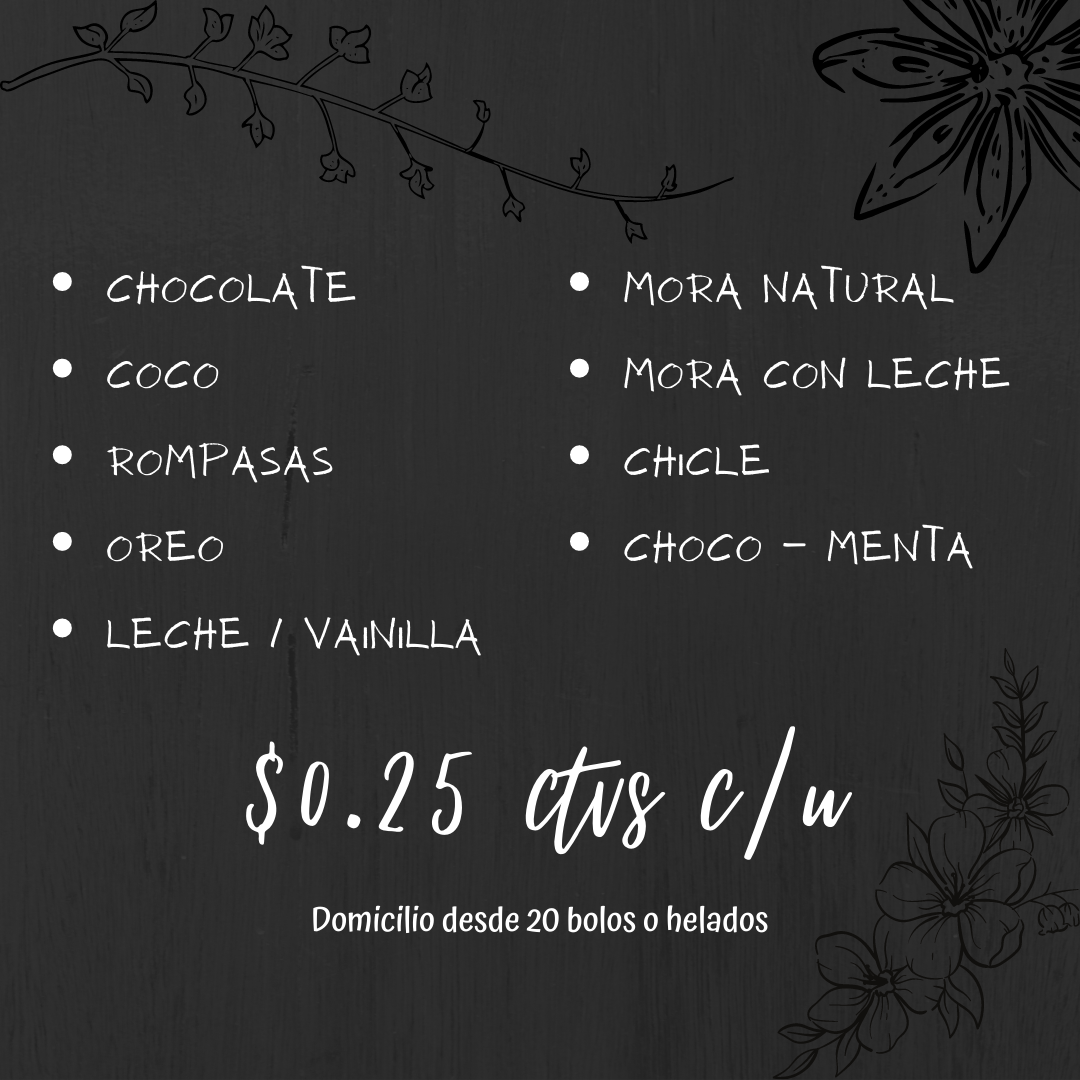 • CHOCOLATE
• COCO
• ROMPASAS
• OREO
• LECHE / VAINILLA
• MORA NATURAL
• MORA CON LECHE
• CHICLE
• CHOCO - MENTA
$0.25 ctvs c/u
Domicilio desde 20 bolos o helados